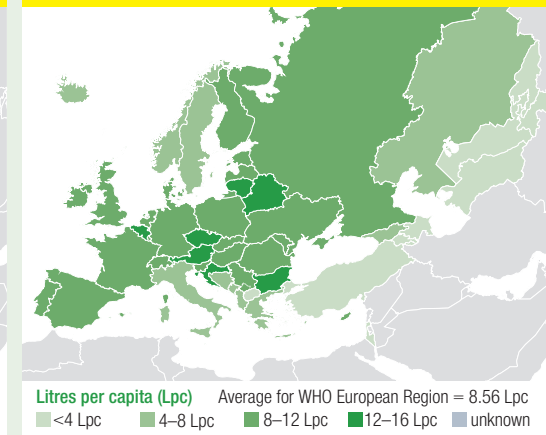 Litres per capita (Lpc) Average for WHO European Region = 8.56 Lpc
<4 Lpc 4–8 Lpc 8–12 Lpc 12–16 Lpc unknown